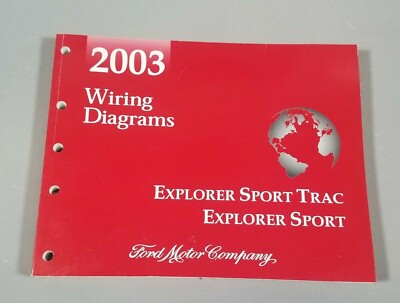 2003
Wiring
Diagrams
EXPLORER SPORT TRAC
EXPLORER SPORT
Ford Motor Company